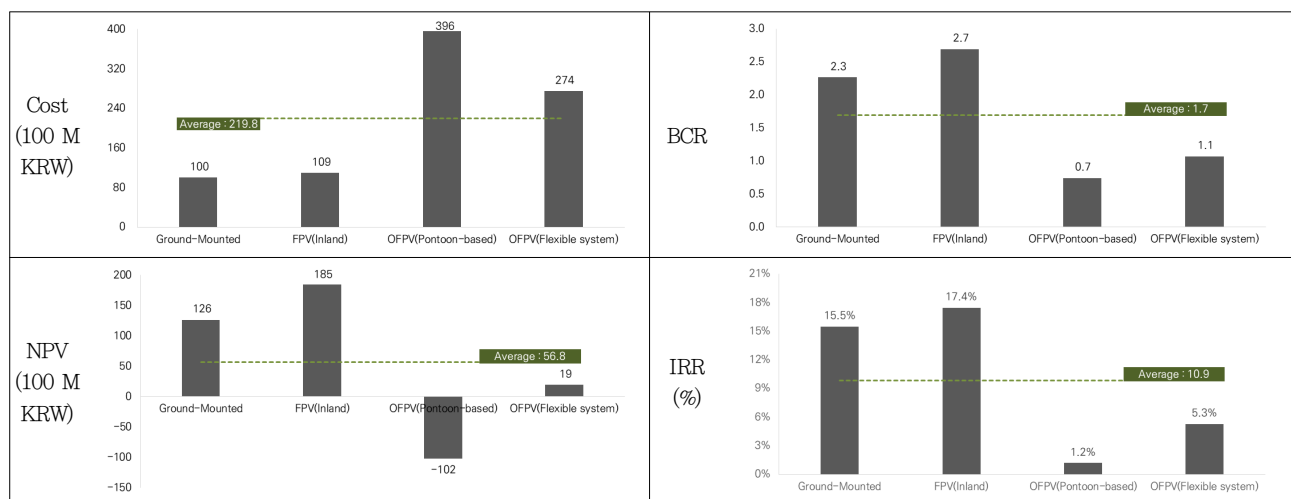 Cost
(100 M
KRW)
400
320
240
160
80
0
100
109
396
274
Average : 219.8
Ground-Mounted
FPV(Inland)
OFPV(Pontoon-based)
OFPV(Flexible system)
BCR
3.0
2.5
2.0
1.5
1.0
0.5
0.0
2.3
2.7
0.7
1.1
Average : 1.7
Ground-Mounted
FPV(Inland)
OFPV(Pontoon-based)
OFPV(Flexible system)
NPV
(100 M
KRW)
200
150
100
50
0
-50
-100
-150
126
185
-102
19
Average : 56.8
Ground-Mounted
FPV(Inland)
OFPV(Pontoon-based)
OFPV(Flexible system)
IRR
(%)
21%
18%
15%
12%
9%
6%
3%
0%
15.5%
17.4%
1.2%
5.3%
Average : 10.9
Ground-Mounted
FPV(Inland)
OFPV(Pontoon-based)
OFPV(Flexible system)